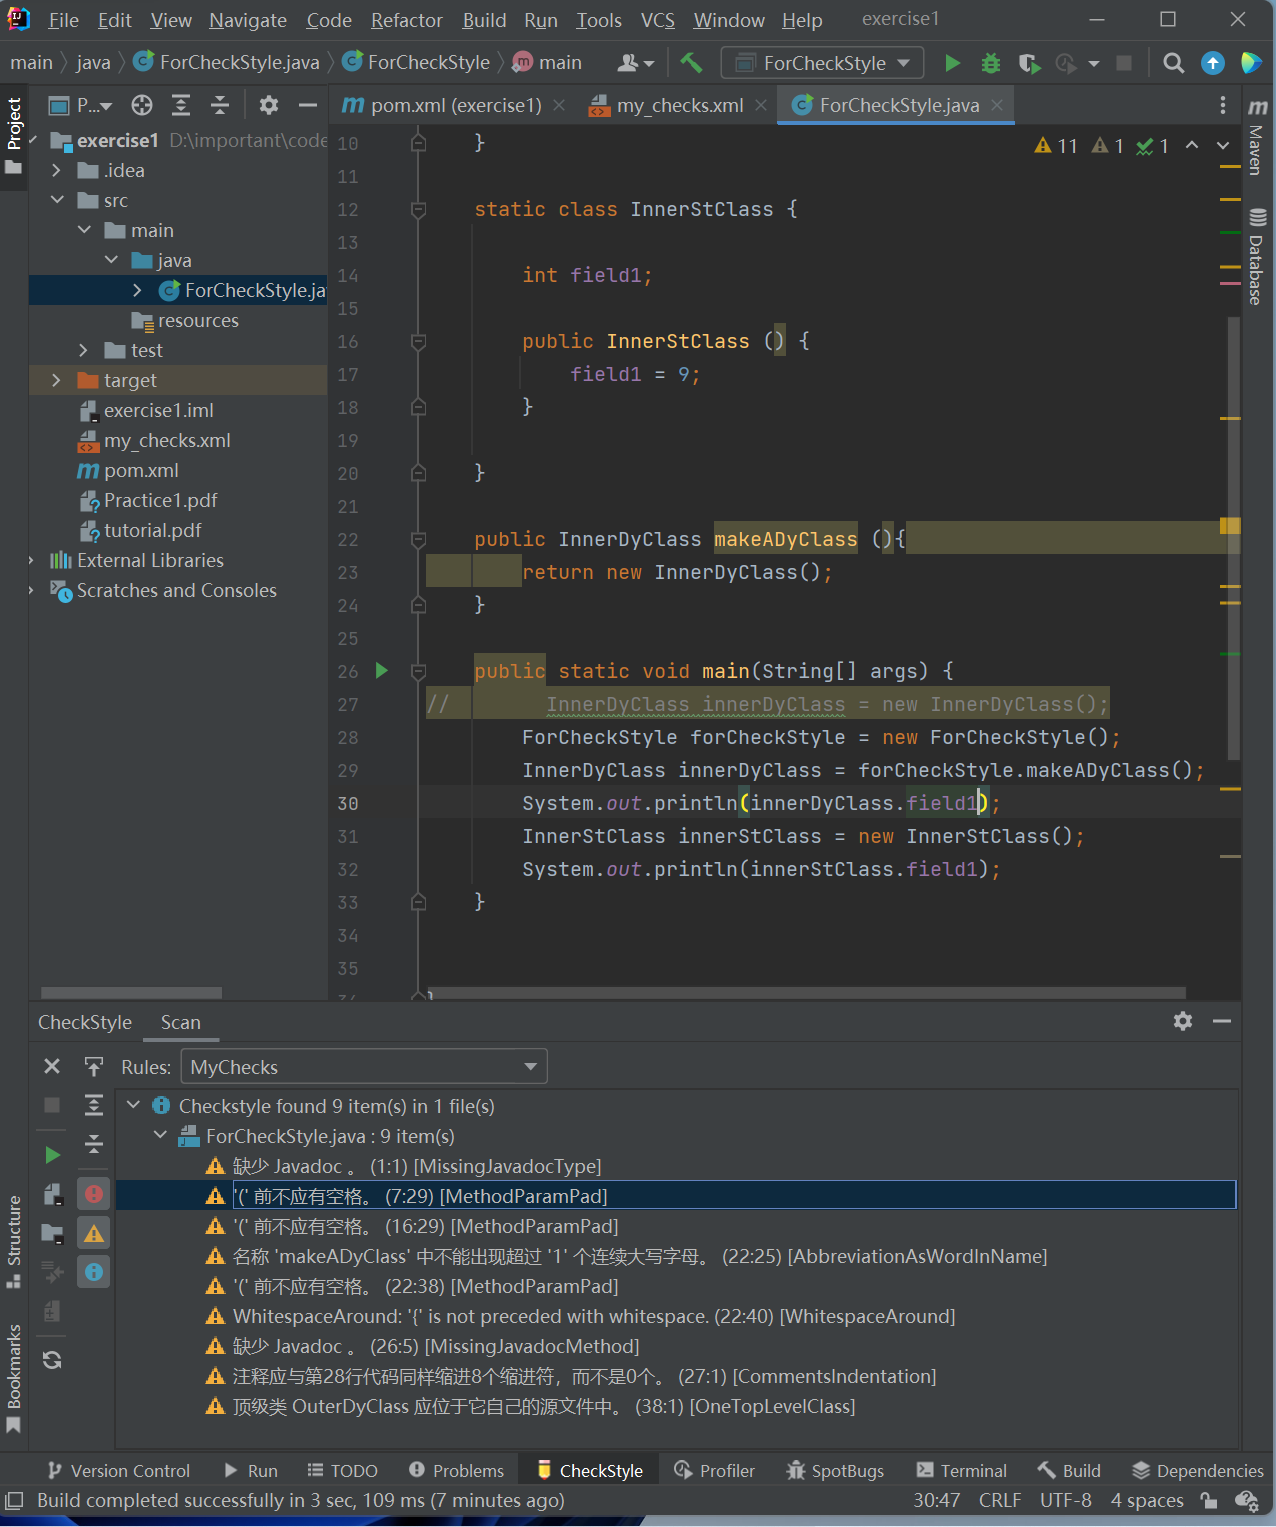 File Edit View Navigate Code Refactor Build Run Tools VCS Window Help exercise1
main java ForCheckStyle.java ForCheckStyle main ForCheckStyle
Project
P... pom.xml (exercise1) my_checks.xml ForCheckStyle.java
Maven
Database
exercise1 D:\important\code
.idea
src
main
java
ForCheckStyle.ja
resources
test
target
exercise1.iml
my_checks.xml
pom.xml
Practice1.pdf
tutorial.pdf
External Libraries
Scratches and Consoles
11 1 1
10 }
11
12 static class InnerStClass {
13
14 int field1;
15
16 public InnerStClass () {
17 field1 = 9;
18 }
19
20 }
21
22 public InnerDyClass makeADyClass (){
23 return new InnerDyClass();
24 }
25
26 public static void main(String[] args) {
27 // InnerDyClass innerDyClass = new InnerDyClass();
28 ForCheckStyle forCheckStyle = new ForCheckStyle();
29 InnerDyClass innerDyClass = forCheckStyle.makeADyClass();
30 System.out.println(innerDyClass.field1);
31 InnerStClass innerStClass = new InnerStClass();
32 System.out.println(innerStClass.field1);
33 }
34
35
CheckStyle Scan
Rules: MyChecks
Checkstyle found 9 item(s) in 1 file(s)
ForCheckStyle.java : 9 item(s)
缺少 Javadoc 。 (1:1) [MissingJavadocType]
'(' 前不应有空格。 (7:29) [MethodParamPad]
'(' 前不应有空格。 (16:29) [MethodParamPad]
名称 'makeADyClass' 中不能出现超过 '1' 个连续大写字母。 (22:25) [AbbreviationAsWordInName]
'(' 前不应有空格。 (22:38) [MethodParamPad]
WhitespaceAround: '{' is not preceded with whitespace. (22:40) [WhitespaceAround]
缺少 Javadoc 。 (26:5) [MissingJavadocMethod]
注释应与第28行代码同样缩进8个缩进符，而不是0个。 (27:1) [CommentsIndentation]
顶级类 OuterDyClass 应位于它自己的源文件中。 (38:1) [OneTopLevelClass]
Structure
Bookmarks
Version Control Run TODO Problems CheckStyle Profiler SpotBugs Terminal Build Dependencies
Build completed successfully in 3 sec, 109 ms (7 minutes ago) 30:47 CRLF UTF-8 4 spaces